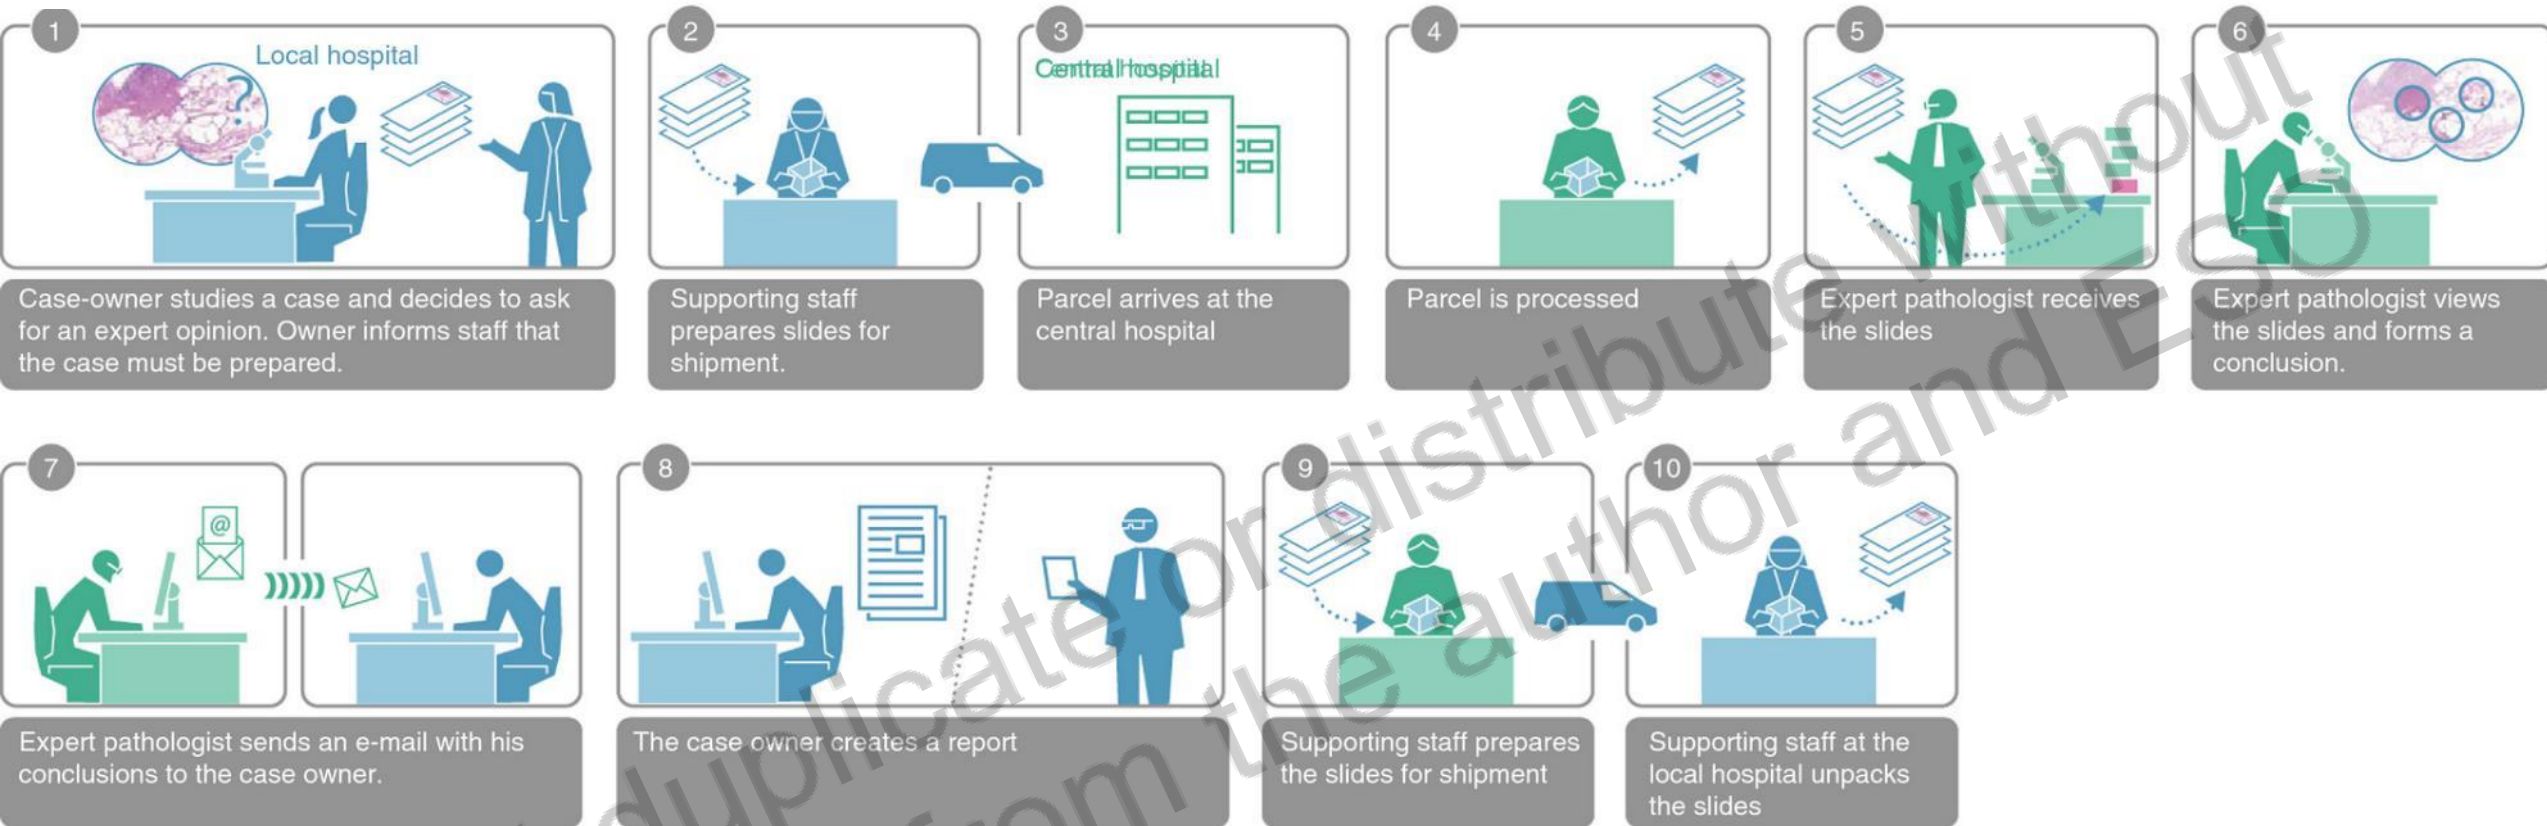 1
Local hospital
?
Case-owner studies a case and decides to ask
for an expert opinion. Owner informs staff that
the case must be prepared.
2
Supporting staff
prepares slides for
shipment.
3
Central hospital
Parcel arrives at the
central hospital
4
Parcel is processed
5
Expert pathologist receives
the slides
6
Expert pathologist views
the slides and forms a
conclusion.
7
@
Expert pathologist sends an e-mail with his
conclusions to the case owner.
8
The case owner creates a report
9
Supporting staff prepares
the slides for shipment
10
Supporting staff at the
local hospital unpacks
the slides
duplicate or distribute without
from the author and ESO